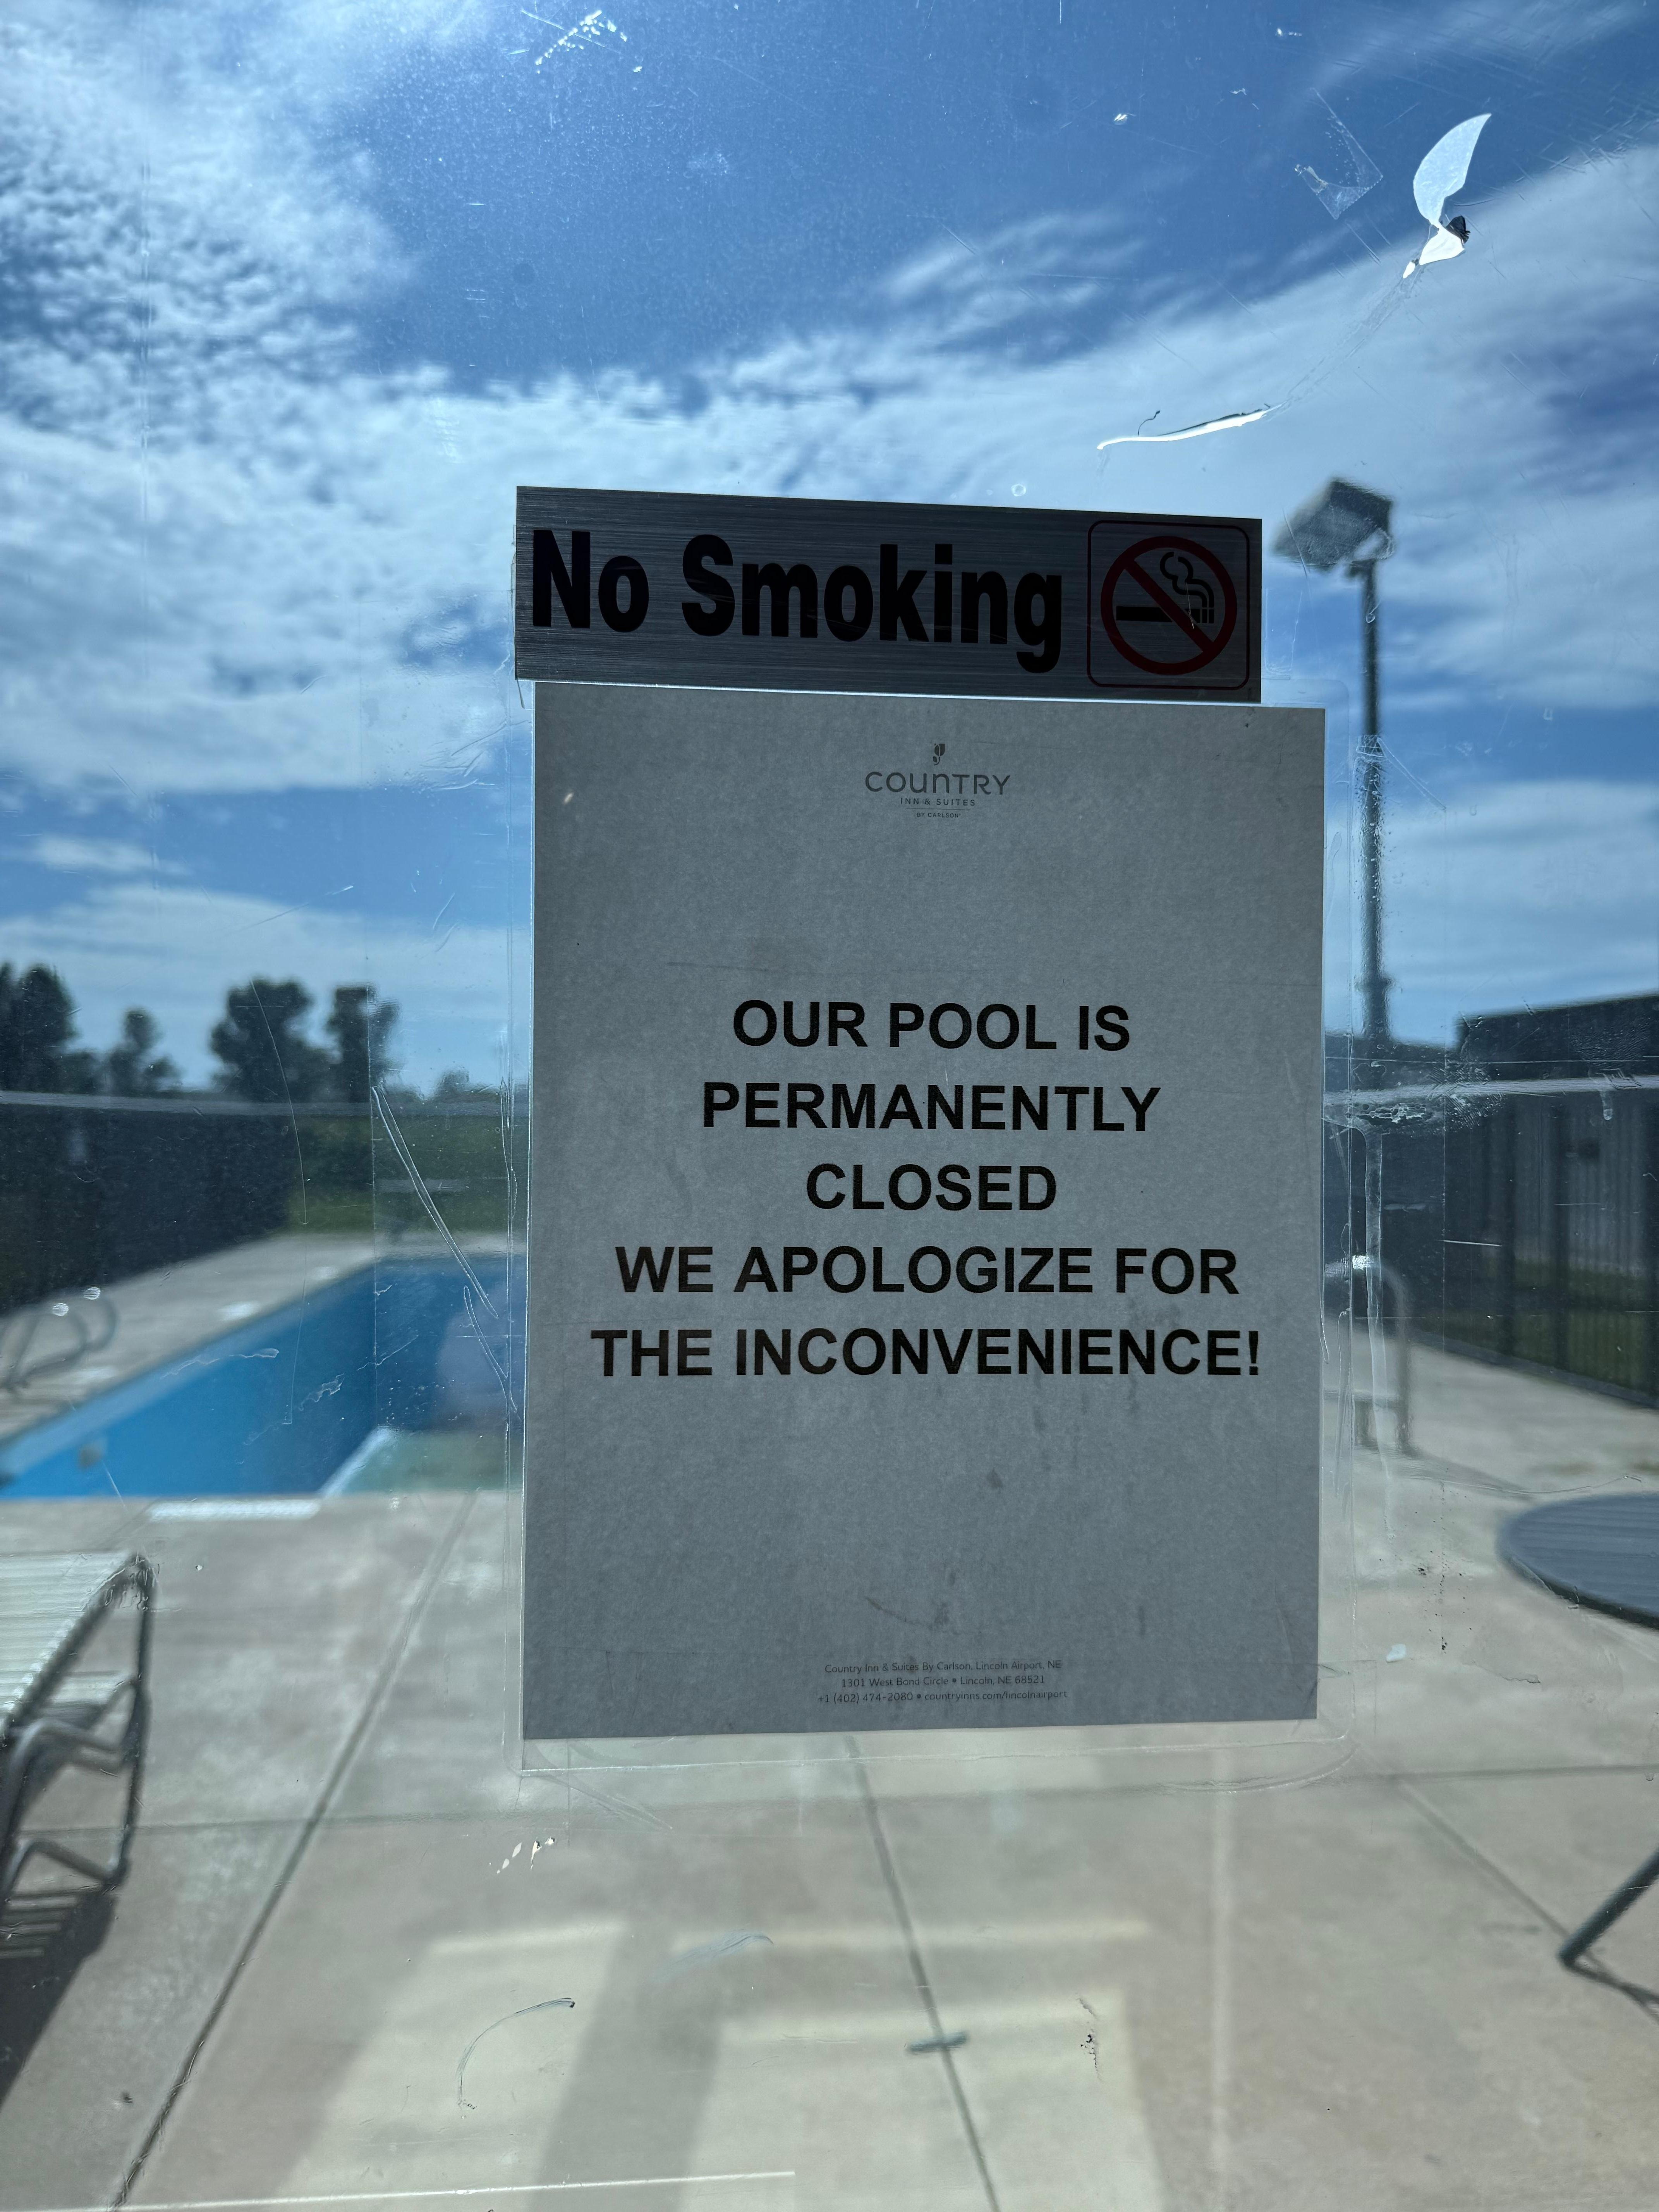 No Smoking
COUNTRY
INN & SUITES
BY CARLSON
OUR POOL IS
PERMANENTLY
CLOSED
WE APOLOGIZE FOR
THE INCONVENIENCE!
Country Inn & Suites By Carlson, Lincoln Airport, NE
1301 West Bond Circle • Lincoln, NE 68521
+1 (402) 474-2080 • countryinns.com/lincolnairport